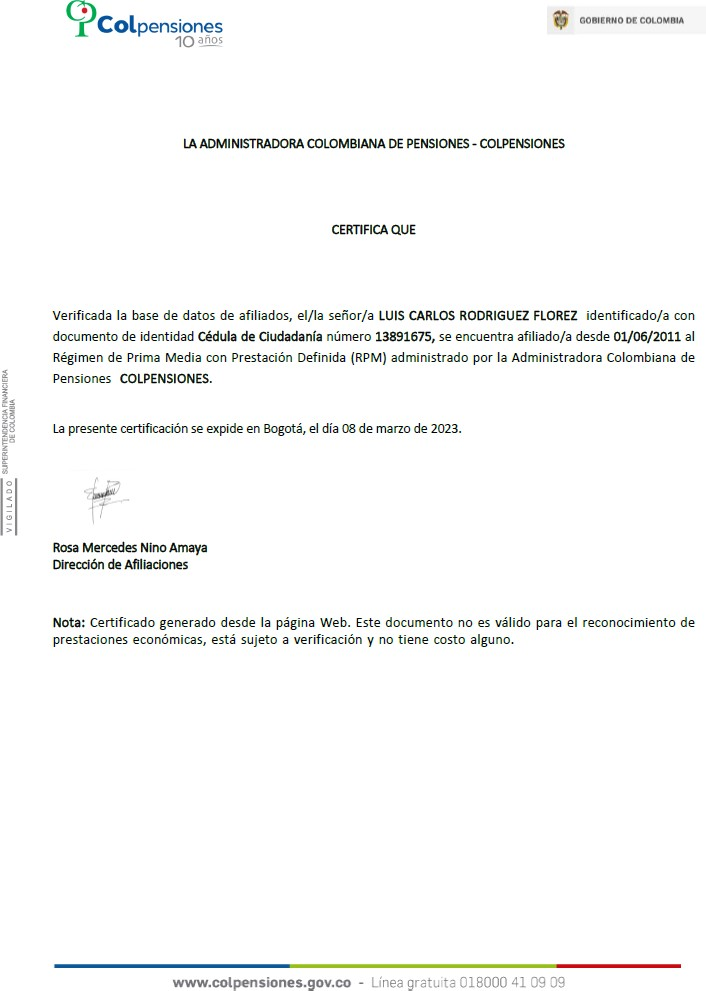 Colpensiones
10 años
GOBIERNO DE COLOMBIA
LA ADMINISTRADORA COLOMBIANA DE PENSIONES - COLPENSIONES
CERTIFICA QUE
Verificada la base de datos de afiliados, el/la señor/a LUIS CARLOS RODRIGUEZ FLOREZ identificado/a con
documento de identidad Cédula de Ciudadanía número 13891675, se encuentra afiliado/a desde 01/06/2011 al
Régimen de Prima Media con Prestación Definida (RPM) administrado por la Administradora Colombiana de
Pensiones COLPENSIONES.
La presente certificación se expide en Bogotá, el día 08 de marzo de 2023.
Rosa Mercedes Nino Amaya
Dirección de Afiliaciones
Nota: Certificado generado desde la página Web. Este documento no es válido para el reconocimiento de
prestaciones económicas, está sujeto a verificación y no tiene costo alguno.
VIGILADO
SUPERINTENDENCIA FINANCIERA
DE COLOMBIA
www.colpensiones.gov.co - Línea gratuita 018000 41 09 09